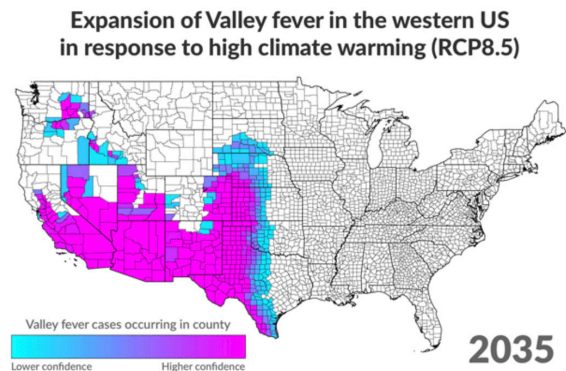 Expansion of Valley fever in the western US
in response to high climate warming (RCP8.5)
Valley fever cases occurring in county
Lower confidence Higher confidence
2035